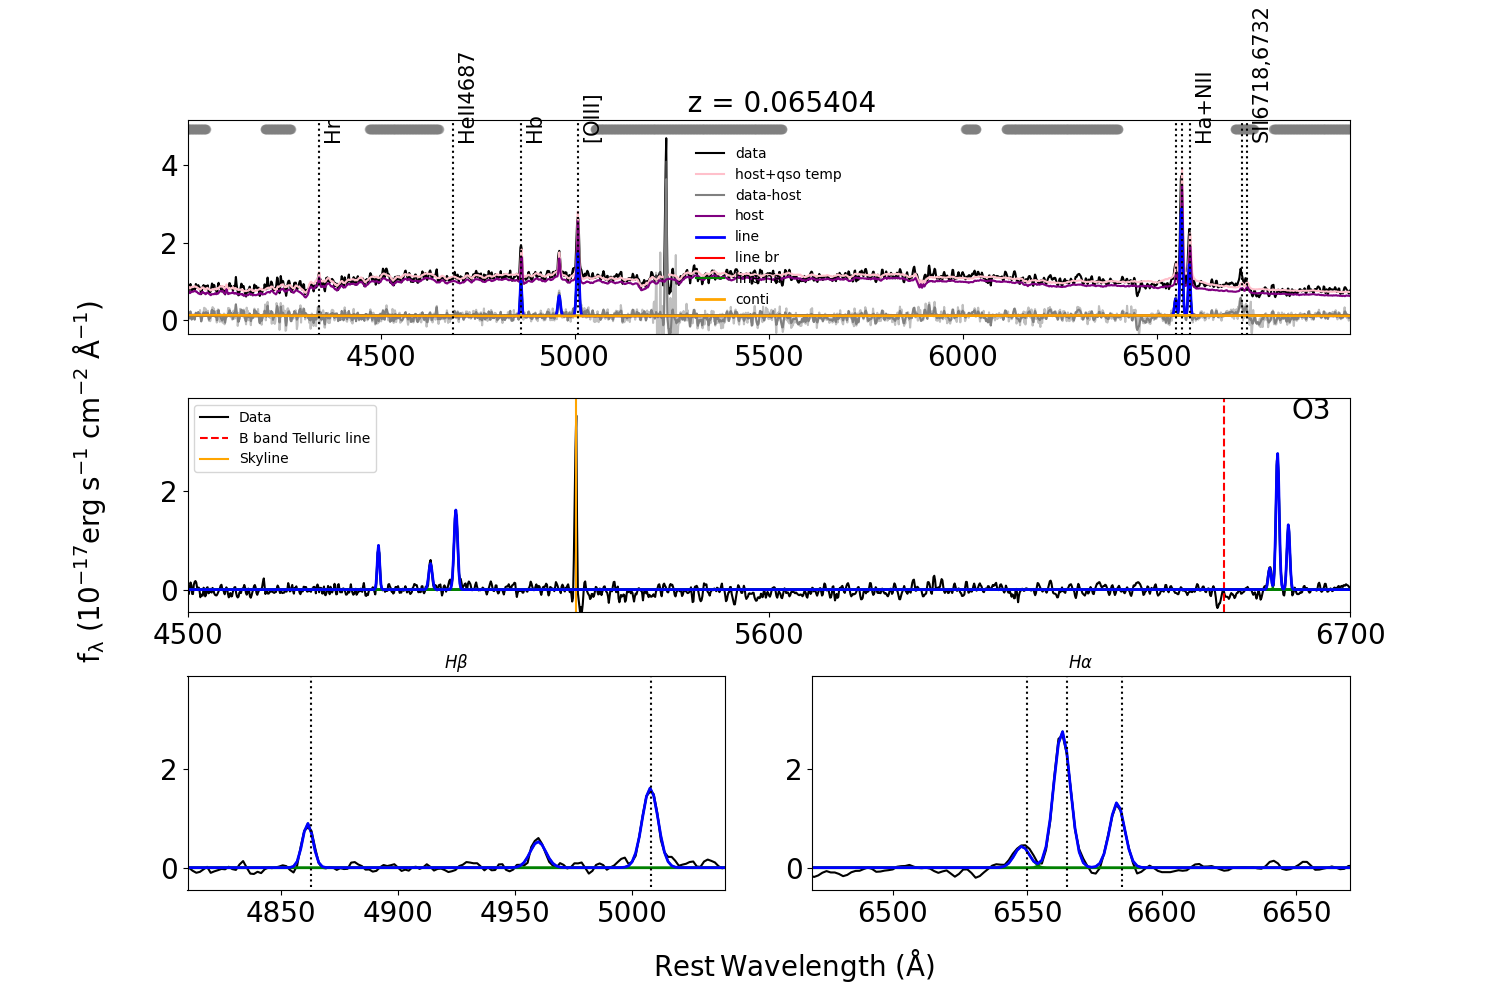 z = 0.065404
Hr
HeII4687
Hb
[OIII]
Ha+NII
SII6718,6732
data
host+qso temp
data-host
host
line
line br
conti
4
2
0
4500 5000 5500 6000 6500
Data
B band Telluric line
Skyline
O3
2
0
4500 5600 6700
Hβ
Hα
2
0
4850 4900 4950 5000
2
0
6500 6550 6600 6650
fλ (10⁻¹⁷erg s⁻¹ cm⁻² Å⁻¹)
Rest Wavelength (Å)